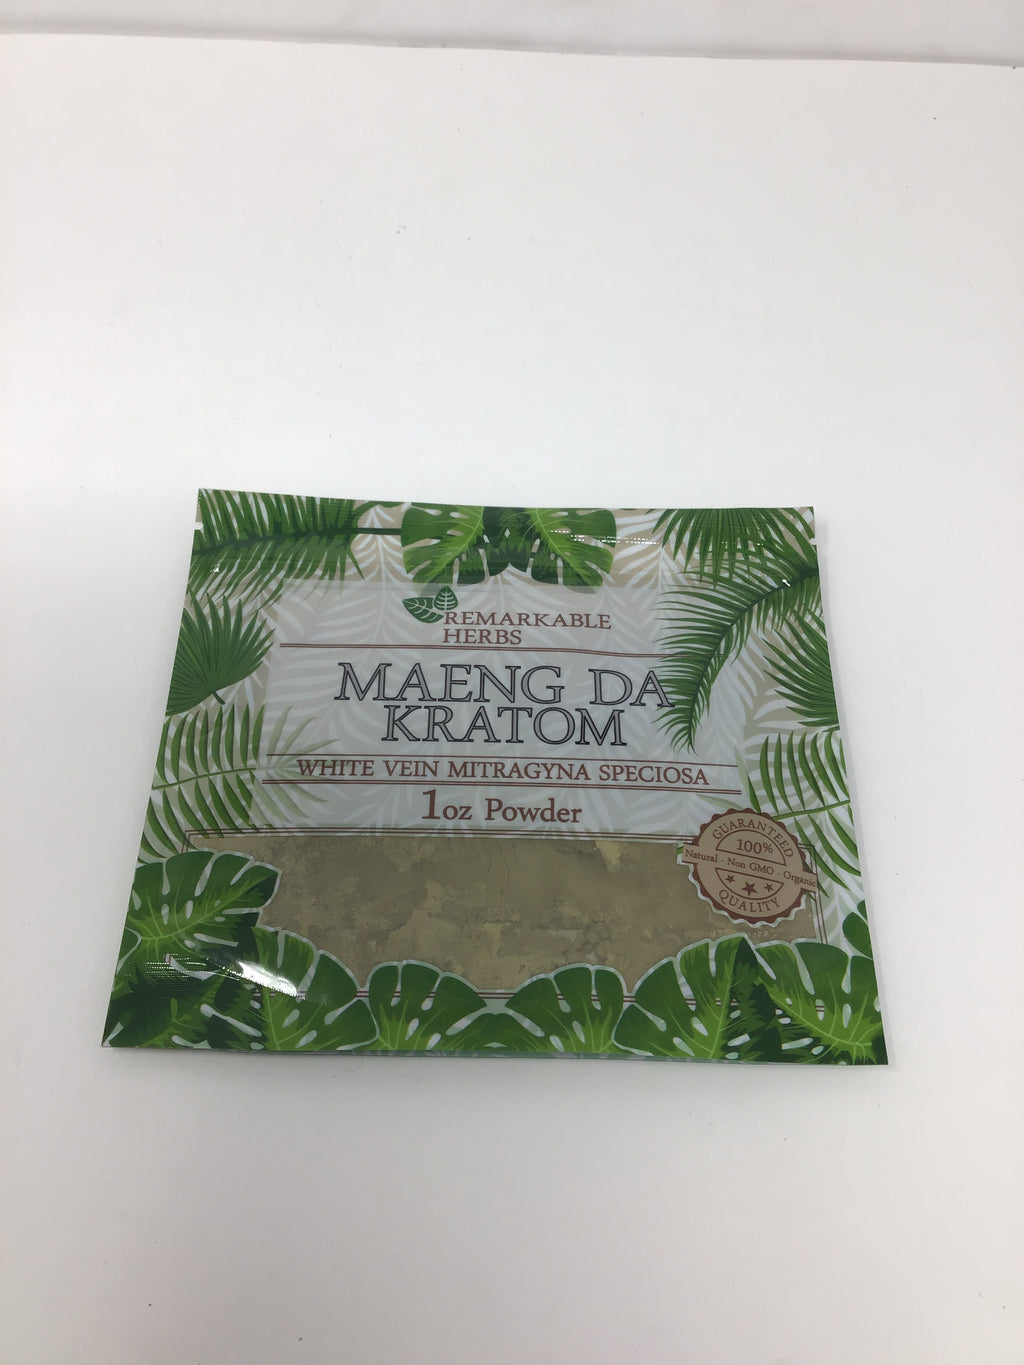 REMARKABLE
HERBS
MAENG DA
KRATOM
WHITE VEIN MITRAGYNA SPECIOSA
1oz Powder
GUARANTEED
100%
Natural · Non GMO · Organic
QUALITY